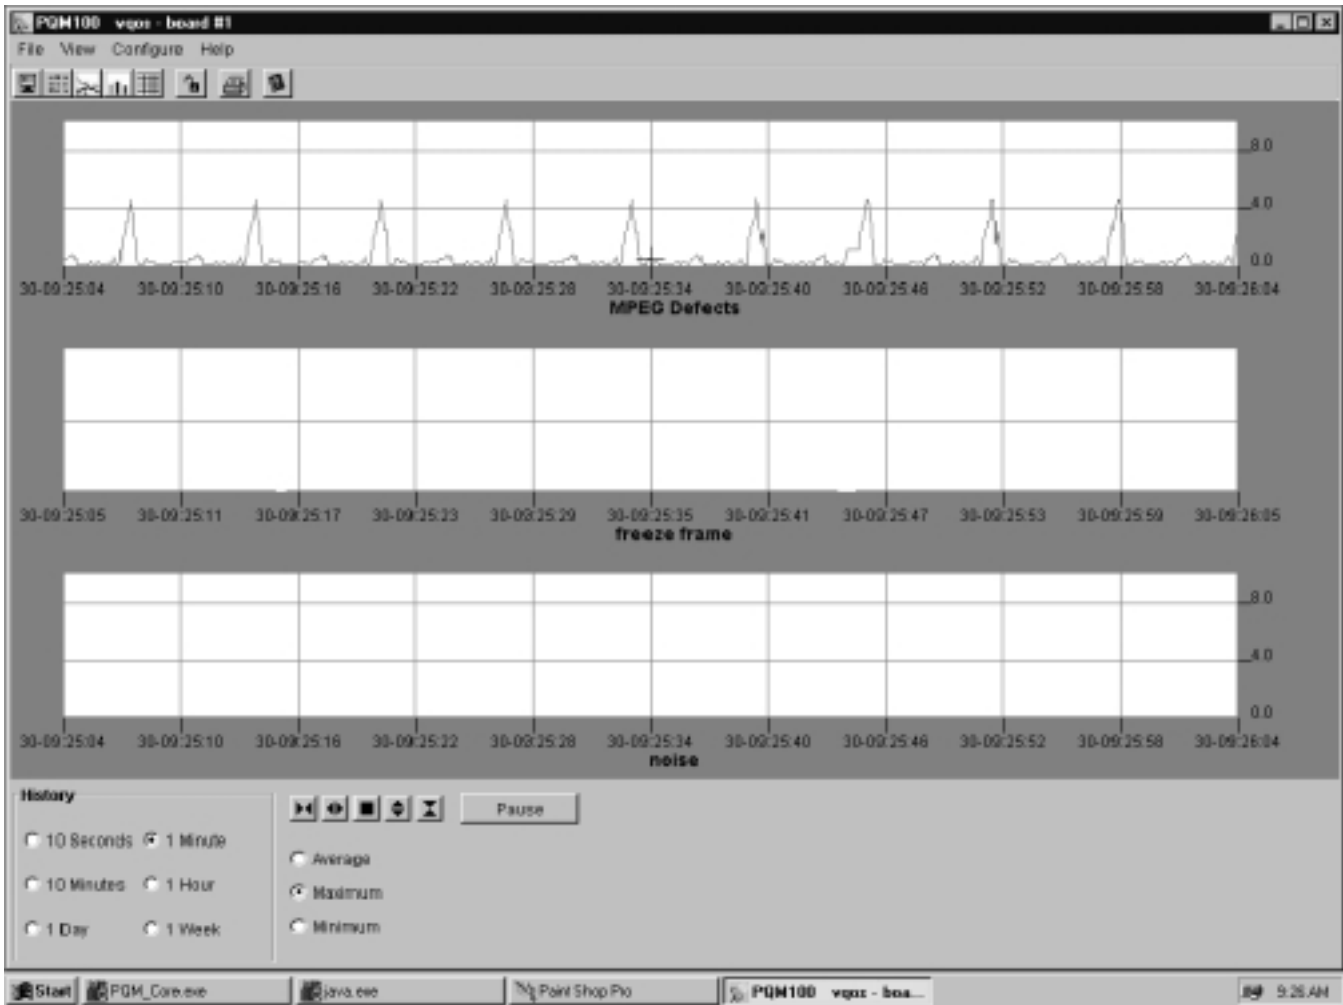 PQM100 vqos - board #1
File View Configure Help
8.0
4.0
0.0
30-09:25:04 30-09:25:10 30-09:25:16 30-09:25:22 30-09:25:28 30-09:25:34 30-09:25:40 30-09:25:46 30-09:25:52 30-09:25:58 30-09:26:04
MPEG Defects
30-09:25:05 30-09:25:11 30-09:25:17 30-09:25:23 30-09:25:29 30-09:25:35 30-09:25:41 30-09:25:47 30-09:25:53 30-09:25:59 30-09:26:05
freeze frame
8.0
4.0
0.0
30-09:25:04 30-09:25:10 30-09:25:16 30-09:25:22 30-09:25:28 30-09:25:34 30-09:25:40 30-09:25:46 30-09:25:52 30-09:25:58 30-09:26:04
noise
History
10 Seconds 1 Minute
10 Minutes 1 Hour
1 Day 1 Week
Pause
Average
Maximum
Minimum
Start PQM_Core.exe java.exe Paint Shop Pro PQM100 vqos - boa... 9:26 AM